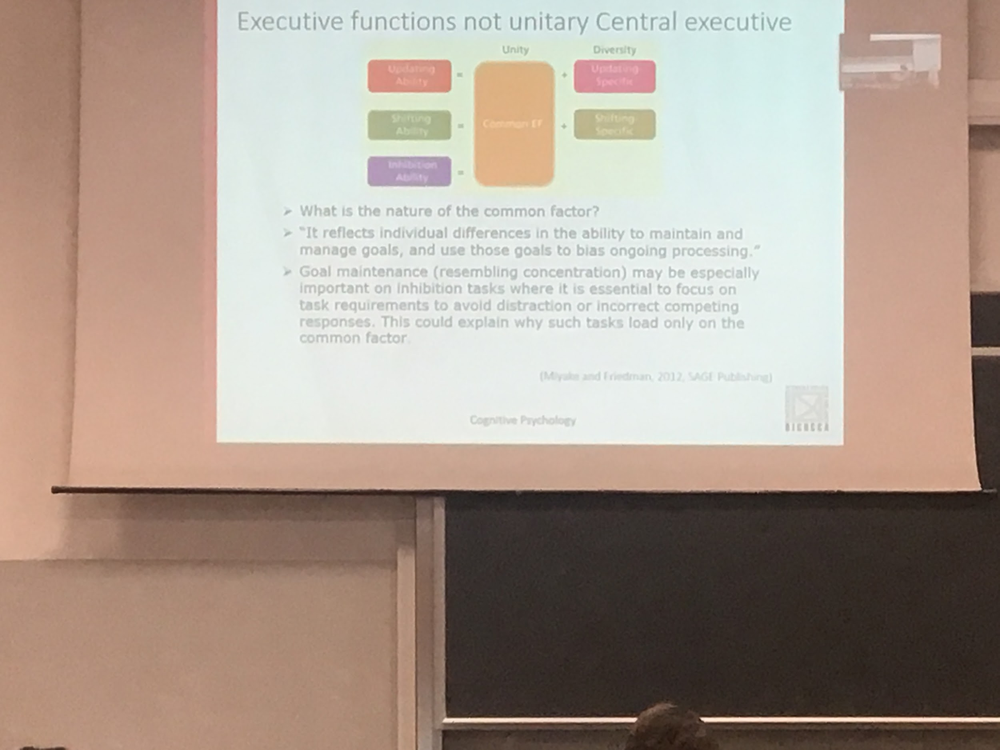 Executive functions not unitary Central executive
Unity
Diversity
Updating
Ability
=
+
Updating
Specific
Shifting
Ability
=
Common EF
+
Shifting
Specific
Inhibition
Ability
=
➤ What is the nature of the common factor?
➤ "It reflects individual differences in the ability to maintain and
manage goals, and use those goals to bias ongoing processing."
➤ Goal maintenance (resembling concentration) may be especially
important on inhibition tasks where it is essential to focus on
task requirements to avoid distraction or incorrect competing
responses. This could explain why such tasks load only on the
common factor.
(Miyake and Friedman, 2012, SAGE Publishing)
Cognitive Psychology
BICOCCA